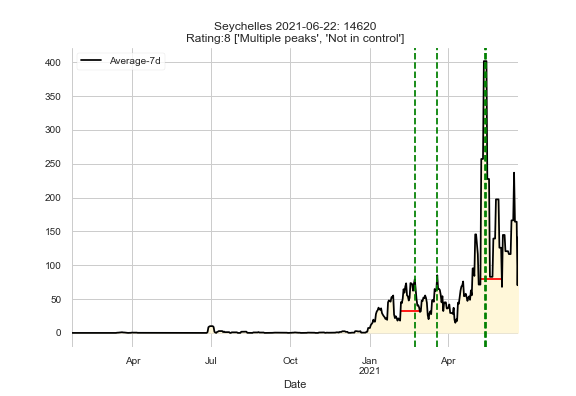 Seychelles 2021-06-22: 14620
Rating:8 ['Multiple peaks', 'Not in control']
Average-7d
400
350
300
250
200
150
100
50
0
Apr
Jul
Oct
Jan
2021
Apr
Date